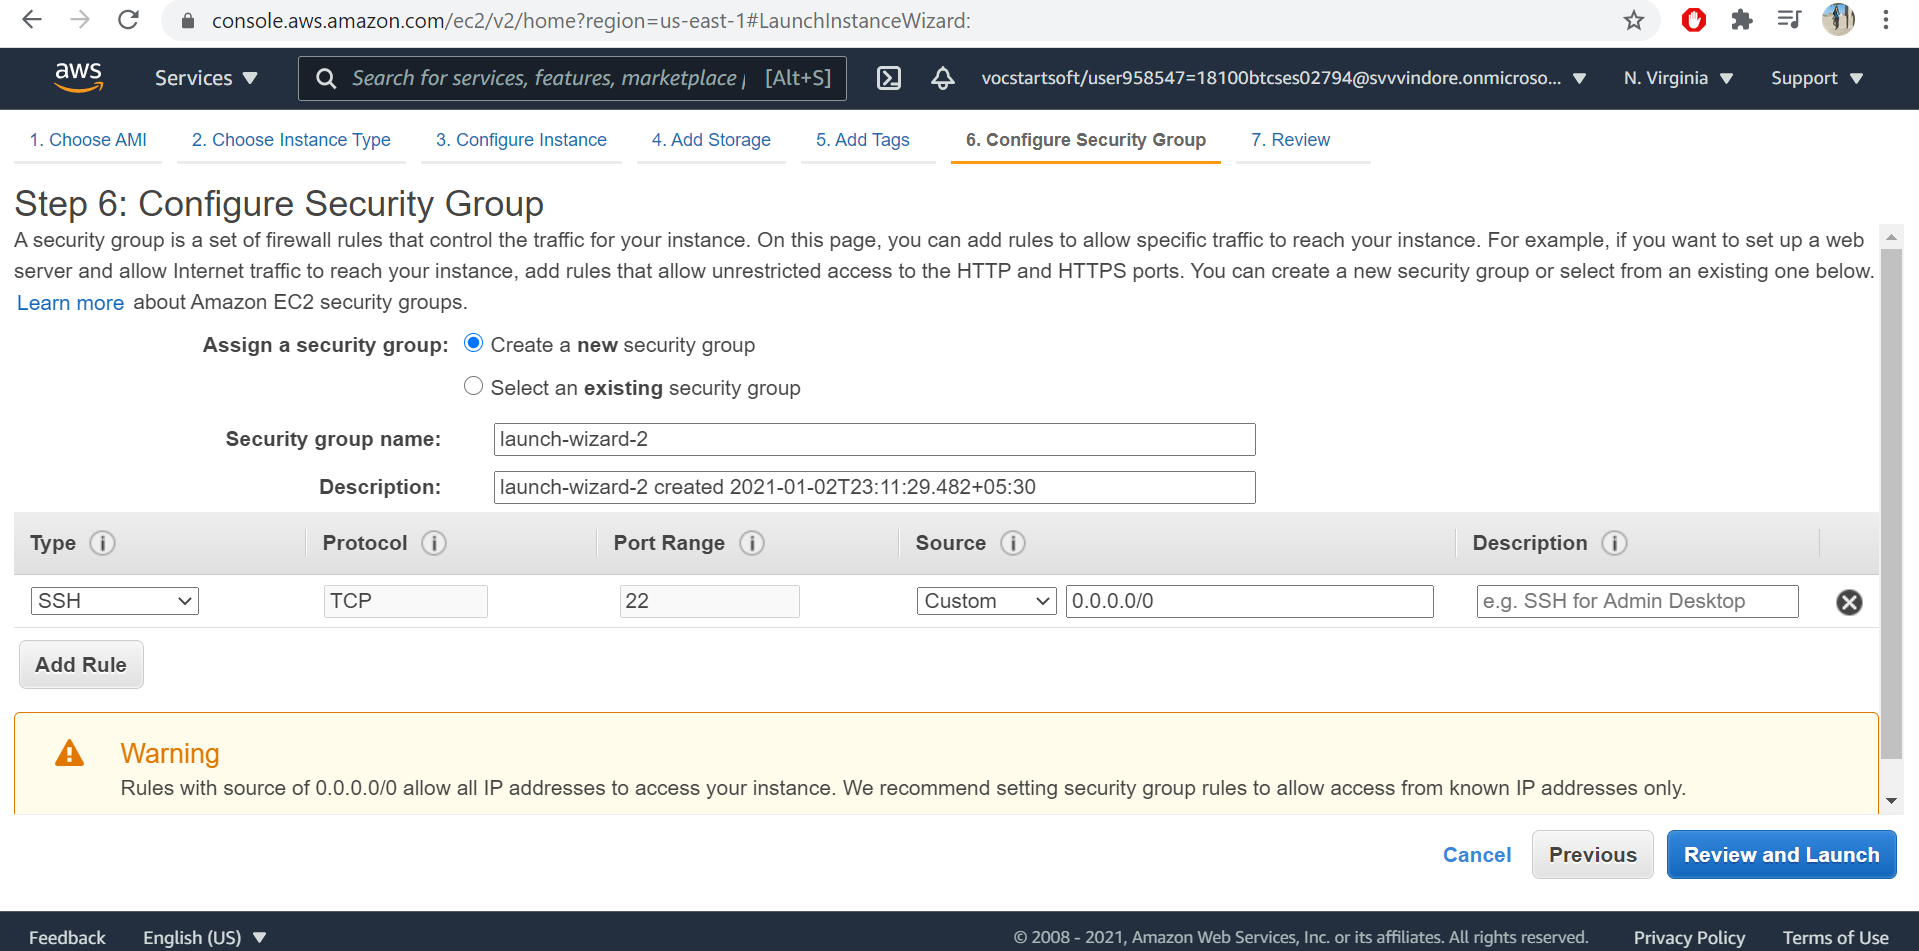 console.aws.amazon.com/ec2/v2/home?region=us-east-1#LaunchInstanceWizard:
aws
Services
Search for services, features, marketplace p [Alt+S]
vocstartsoft/user958547=18100btcses02794@svvvindore.onmicroso...
N. Virginia
Support
1. Choose AMI
2. Choose Instance Type
3. Configure Instance
4. Add Storage
5. Add Tags
6. Configure Security Group
7. Review
Step 6: Configure Security Group
A security group is a set of firewall rules that control the traffic for your instance. On this page, you can add rules to allow specific traffic to reach your instance. For example, if you want to set up a web
server and allow Internet traffic to reach your instance, add rules that allow unrestricted access to the HTTP and HTTPS ports. You can create a new security group or select from an existing one below.
Learn more about Amazon EC2 security groups.
Assign a security group: Create a new security group
Select an existing security group
Security group name: launch-wizard-2
Description: launch-wizard-2 created 2021-01-02T23:11:29.482+05:30
Type i Protocol i Port Range i Source i Description i
SSH TCP 22 Custom 0.0.0.0/0 e.g. SSH for Admin Desktop
Add Rule
Warning
Rules with source of 0.0.0.0/0 allow all IP addresses to access your instance. We recommend setting security group rules to allow access from known IP addresses only.
Cancel Previous Review and Launch
Feedback English (US) © 2008 - 2021, Amazon Web Services, Inc. or its affiliates. All rights reserved. Privacy Policy Terms of Use